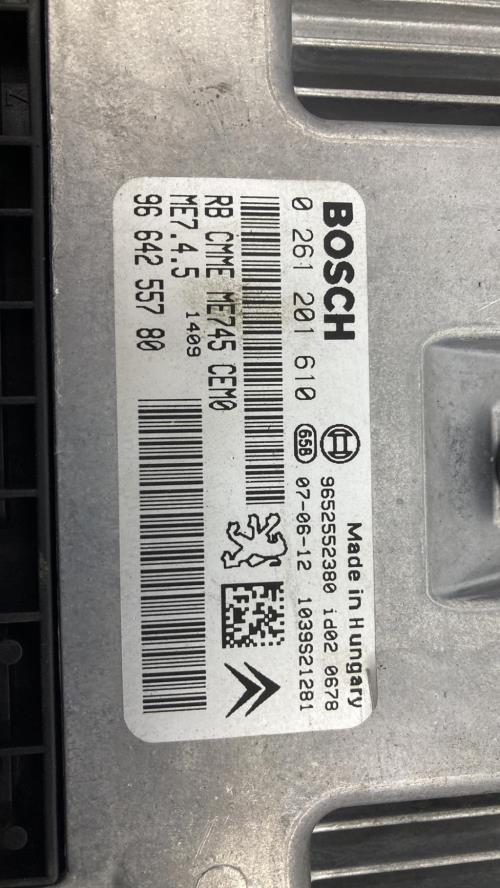 BOSCH
Made in Hungary
9652552380 id02 0678
0 261 201 610
65B
07-06-12 1039S21281
RB CMME ME745 CEM0
ME7.4.5
1409
96 642 557 80